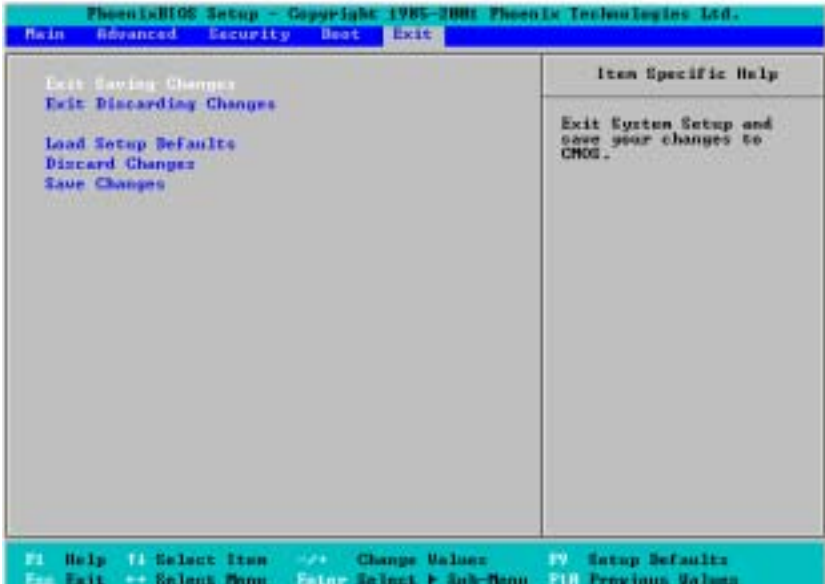 PhoenixBIOS Setup - Copyright 1985-2001 Phoenix Technologies Ltd.
Main Advanced Security Boot Exit
Exit Saving Changes
Exit Discarding Changes
Load Setup Defaults
Discard Changes
Save Changes
Item Specific Help
Exit System Setup and
save your changes to
CMOS.
F1 Help ↑↓ Select Item -/+ Change Values F9 Setup Defaults
Esc Exit ↔ Select Menu Enter Select ▶ Sub-Menu F10 Previous Values